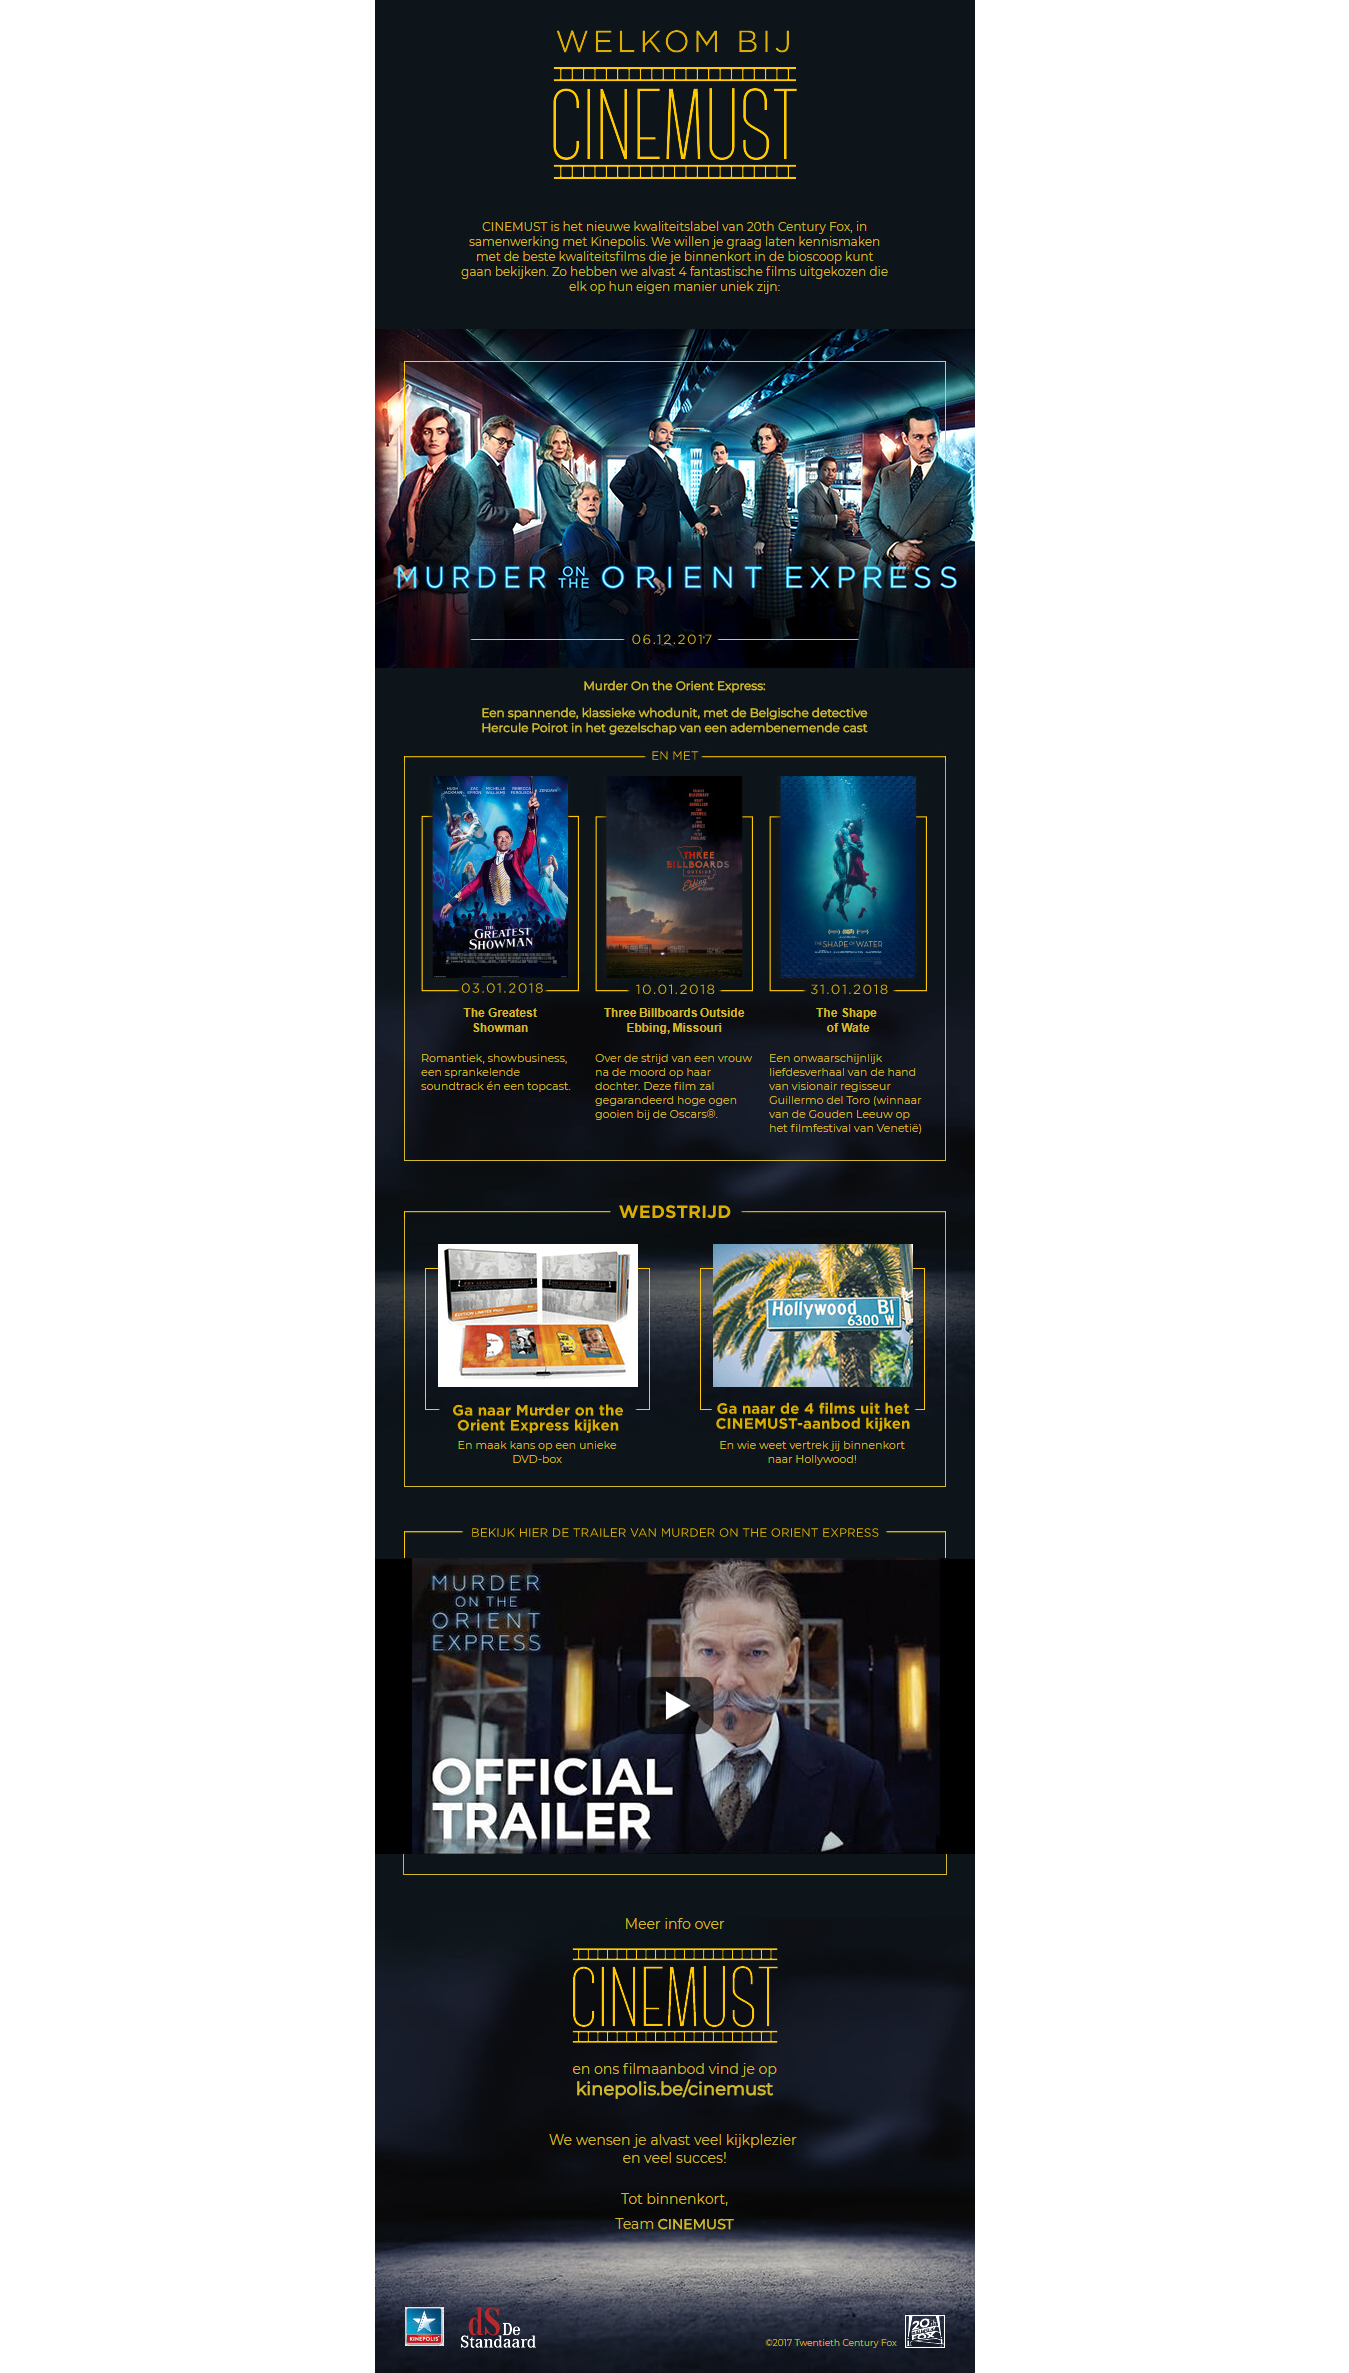 WELKOM BIJ
CINEMUST
CINEMUST is het nieuwe kwaliteitslabel van 20th Century Fox, in
samenwerking met Kinepolis. We willen je graag laten kennismaken
met de beste kwaliteitsfilms die je binnenkort in de bioscoop kunt
gaan bekijken. Zo hebben we alvast 4 fantastische films uitgekozen die
elk op hun eigen manier uniek zijn:
MURDER ON THE ORIENT EXPRESS
06.12.2017
Murder On the Orient Express:
Een spannende, klassieke whodunit, met de Belgische detective
Hercule Poirot in het gezelschap van een adembenemende cast
EN MET
HUGH JACKMAN ZAC EFRON MICHELLE WILLIAMS REBECCA FERGUSON ZENDAYA
THE GREATEST SHOWMAN
03.01.2018
The Greatest
Showman
Romantiek, showbusiness,
een sprankelende
soundtrack én een topcast.
THREE
BILLBOARDS
OUTSIDE
Ebbing
10.01.2018
Three Billboards Outside
Ebbing, Missouri
Over de strijd van een vrouw
na de moord op haar
dochter. Deze film zal
gegarandeerd hoge ogen
gooien bij de Oscars®.
THE SHAPE OF WATER
31.01.2018
The Shape
of Wate
Een onwaarschijnlijk
liefdesverhaal van de hand
van visionair regisseur
Guillermo del Toro (winnaar
van de Gouden Leeuw op
het filmfestival van Venetië)
WEDSTRIJD
Ga naar Murder on the
Orient Express kijken
En maak kans op een unieke
DVD-box
Hollywood Bl
6300 W
Ga naar de 4 films uit het
CINEMUST-aanbod kijken
En wie weet vertrek jij binnenkort
naar Hollywood!
BEKIJK HIER DE TRAILER VAN MURDER ON THE ORIENT EXPRESS
MURDER
ON THE
ORIENT
EXPRESS
OFFICIAL
TRAILER
Meer info over
CINEMUST
en ons filmaanbod vind je op
kinepolis.be/cinemust
We wensen je alvast veel kijkplezier
en veel succes!
Tot binnenkort,
Team CINEMUST
KINEPOLIS
dS De
Standaard
©2017 Twentieth Century Fox
20th CENTURY FOX